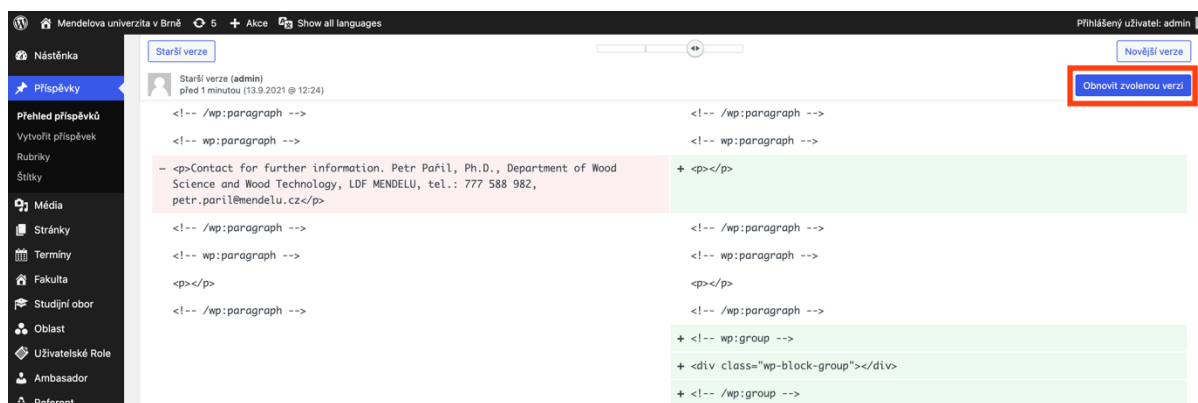 Mendelova univerzita v Brně 5 + Akce Show all languages Přihlášený uživatel: admin
Nástěnka
Příspěvky
Přehled příspěvků
Vytvořit příspěvek
Rubriky
Štítky
Média
Stránky
Termíny
Fakulta
Studijní obor
Oblast
Uživatelské Role
Ambasador
Referent
Starší verze
Novější verze
Starší verze (admin)
před 1 minutou (13.9.2021 @ 12:24)
Obnovit zvolenou verzi
<!-- /wp:paragraph --> <!-- /wp:paragraph -->
<!-- wp:paragraph --> <!-- wp:paragraph -->
– <p>Contact for further information. Petr Pařil, Ph.D., Department of Wood + <p></p>
Science and Wood Technology, LDF MENDELU, tel.: 777 588 982,
petr.paril@mendelu.cz</p>
<!-- /wp:paragraph --> <!-- /wp:paragraph -->
<!-- wp:paragraph --> <!-- wp:paragraph -->
<p></p> <p></p>
<!-- /wp:paragraph --> <!-- /wp:paragraph -->
+ <!-- wp:group -->
+ <div class="wp-block-group"></div>
+ <!-- /wp:group -->